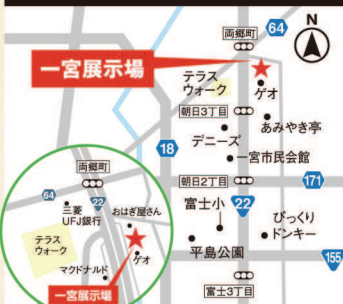 両郷町
64
N
一宮展示場
テラス
ウォーク
ゲオ
朝日3丁目
あみやき亭
デニーズ
18
一宮市民会館
朝日2丁目
171
富士小
22
びっくり
ドンキー
平島公園
155
富士3丁目
両郷町
64
22
三菱
UFJ銀行
おはぎ屋さん
テラス
ウォーク
ゲオ
マクドナルド
一宮展示場